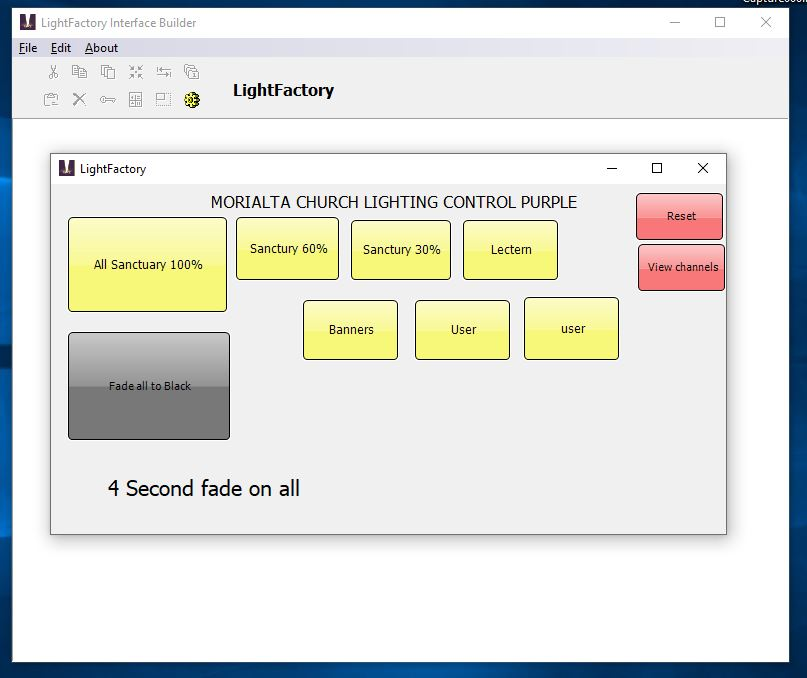 LightFactory Interface Builder
File Edit About
LightFactory
LightFactory
MORIALTA CHURCH LIGHTING CONTROL PURPLE
Reset
All Sanctuary 100%
Sanctury 60%
Sanctury 30%
Lectern
View channels
Banners
User
user
Fade all to Black
4 Second fade on all